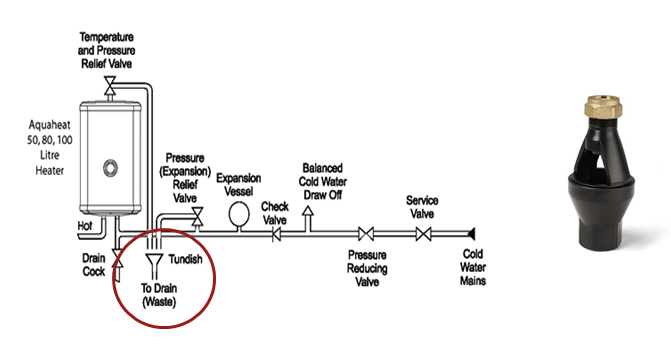 Temperature
and Pressure
Relief Valve
Aquaheat
50, 80, 100
Litre
Heater
Pressure
(Expansion)
Relief
Valve
Expansion
Vessel
Balanced
Cold Water
Draw Off
Check
Valve
Service
Valve
Hot
Drain
Cock
Tundish
To Drain
(Waste)
Pressure
Reducing
Valve
Cold
Water
Mains